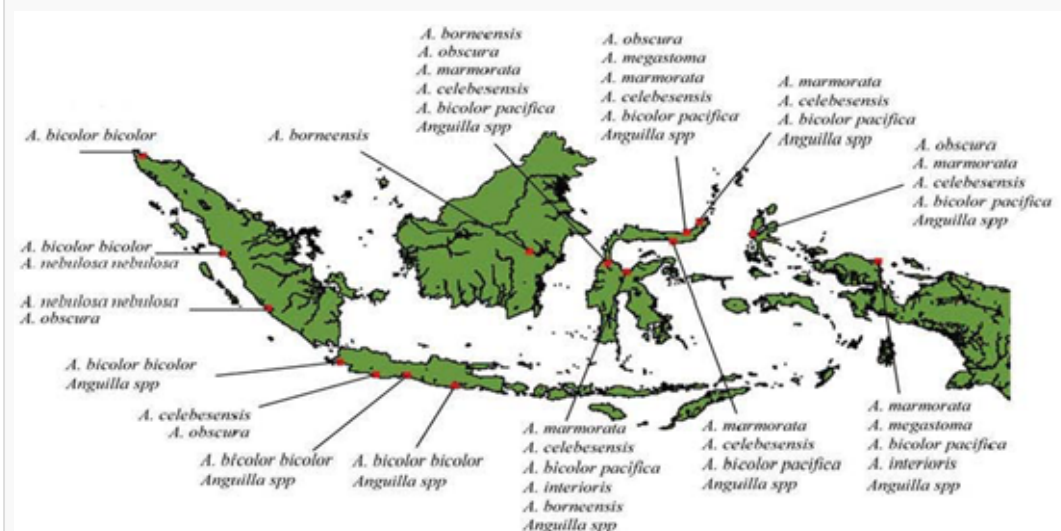 A. borneensis
A. obscura
A. marmorata
A. celebesensis
A. bicolor pacifica
Anguilla spp
A. obscura
A. megastoma
A. marmorata
A. celebesensis
A. bicolor pacifica
Anguilla spp
A. marmorata
A. celebesensis
A. bicolor pacifica
Anguilla spp
A. bicolor bicolor
A. borneensis
A. obscura
A. marmorata
A. celebesensis
A. bicolor pacifica
Anguilla spp
A. bicolor bicolor
A. nebulosa nebulosa
A. nebulosa nebulosa
A. obscura
A. bicolor bicolor
Anguilla spp
A. celebesensis
A. obscura
A. bicolor bicolor
Anguilla spp
A. bicolor bicolor
Anguilla spp
A. marmorata
A. celebesensis
A. bicolor pacifica
A. interioris
A. borneensis
Anguilla spp
A. marmorata
A. celebesensis
A. bicolor pacifica
Anguilla spp
A. marmorata
A. megastoma
A. bicolor pacifica
A. interioris
Anguilla spp